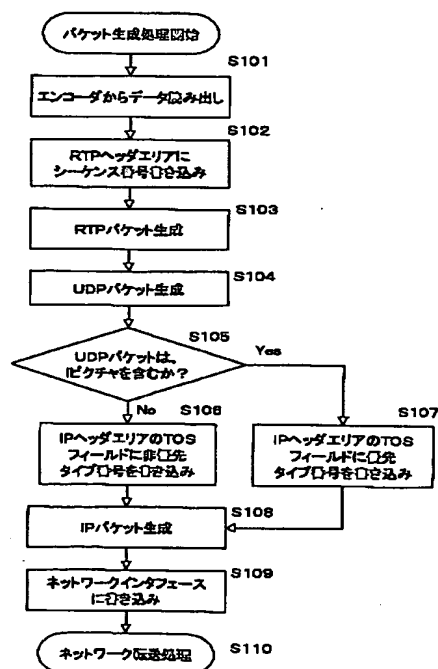 パケット生成処理開始
S101
エンコーダからデータ
S102
RTPヘッダエリアに
シーケンス
S103
RTPパケット生成
S104
UDPパケット生成
S105
UDPパケットは、
Iピクチャを含むか？
Yes
No
S106
IPヘッダエリアのTOS
フィールドに
タイプ
S107
IPヘッダエリアのTOS
フィールドに
タイプ
S108
IPパケット生成
S109
ネットワークインタフェース
に
S110
ネットワーク転送処理